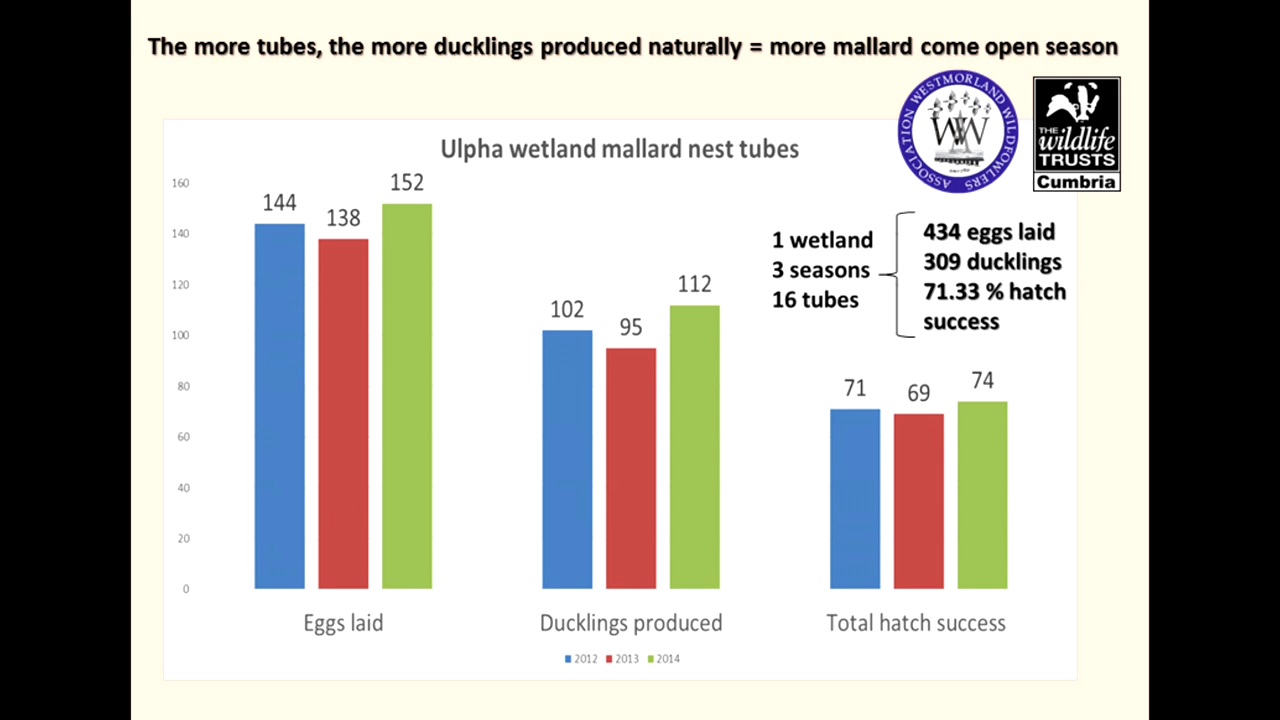 The more tubes, the more ducklings produced naturally = more mallard come open season
WESTMORLAND WILDFOWLERS ASSOCIATION
WW
THE
wildlife
TRUSTS
Cumbria
Ulpha wetland mallard nest tubes
1 wetland
3 seasons
16 tubes
434 eggs laid
309 ducklings
71.33 % hatch
success
160
140
120
100
80
60
40
20
0
144
138
152
102
95
112
71
69
74
Eggs laid
Ducklings produced
Total hatch success
2012 2013 2014